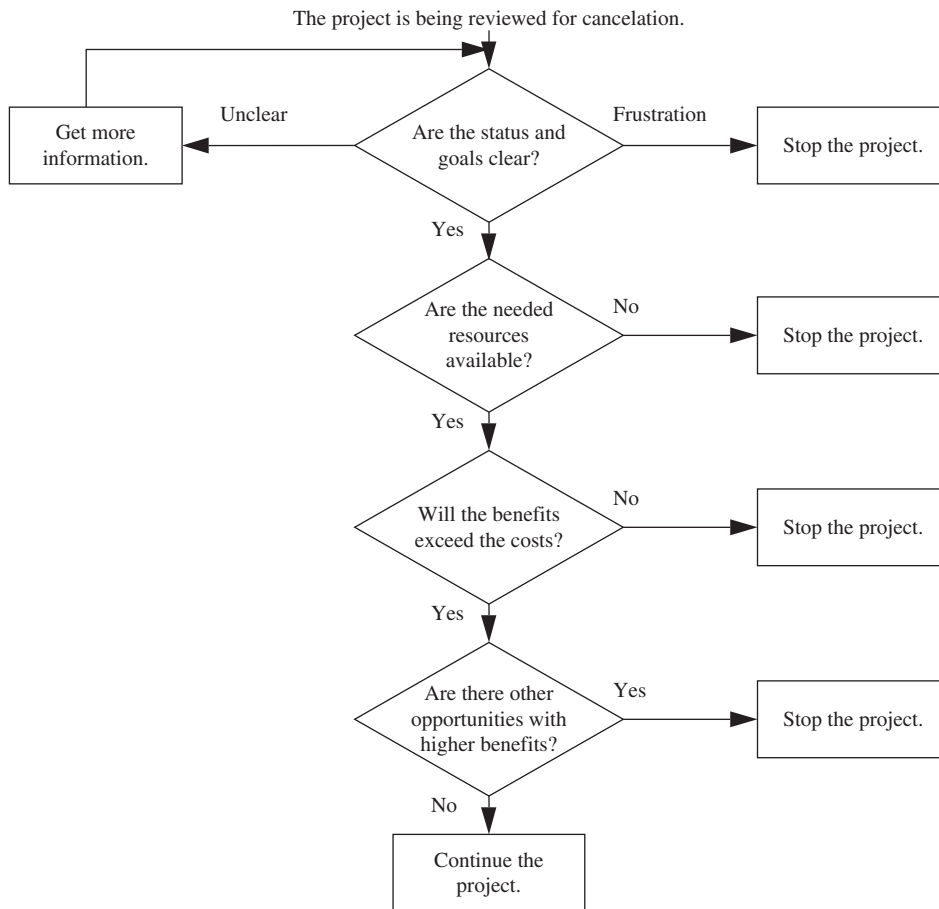 The project is being reviewed for cancelation.
Unclear
Frustration
Get more
information.
Are the status and
goals clear?
Stop the project.
Yes
Are the needed
resources
available?
No
Stop the project.
Yes
Will the benefits
exceed the costs?
No
Stop the project.
Yes
Are there other
opportunities with
higher benefits?
Yes
Stop the project.
No
Continue the
project.